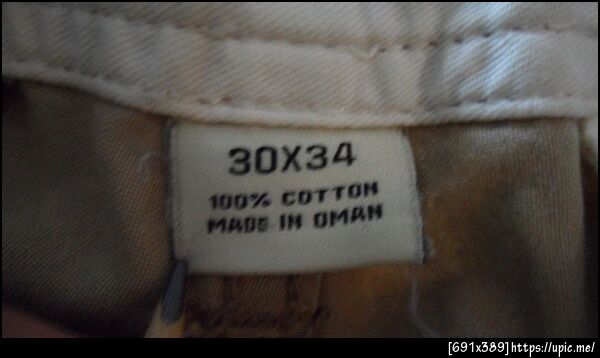 30X34
100% COTTON
MADE IN OMAN
[691x389]https://upic.me/